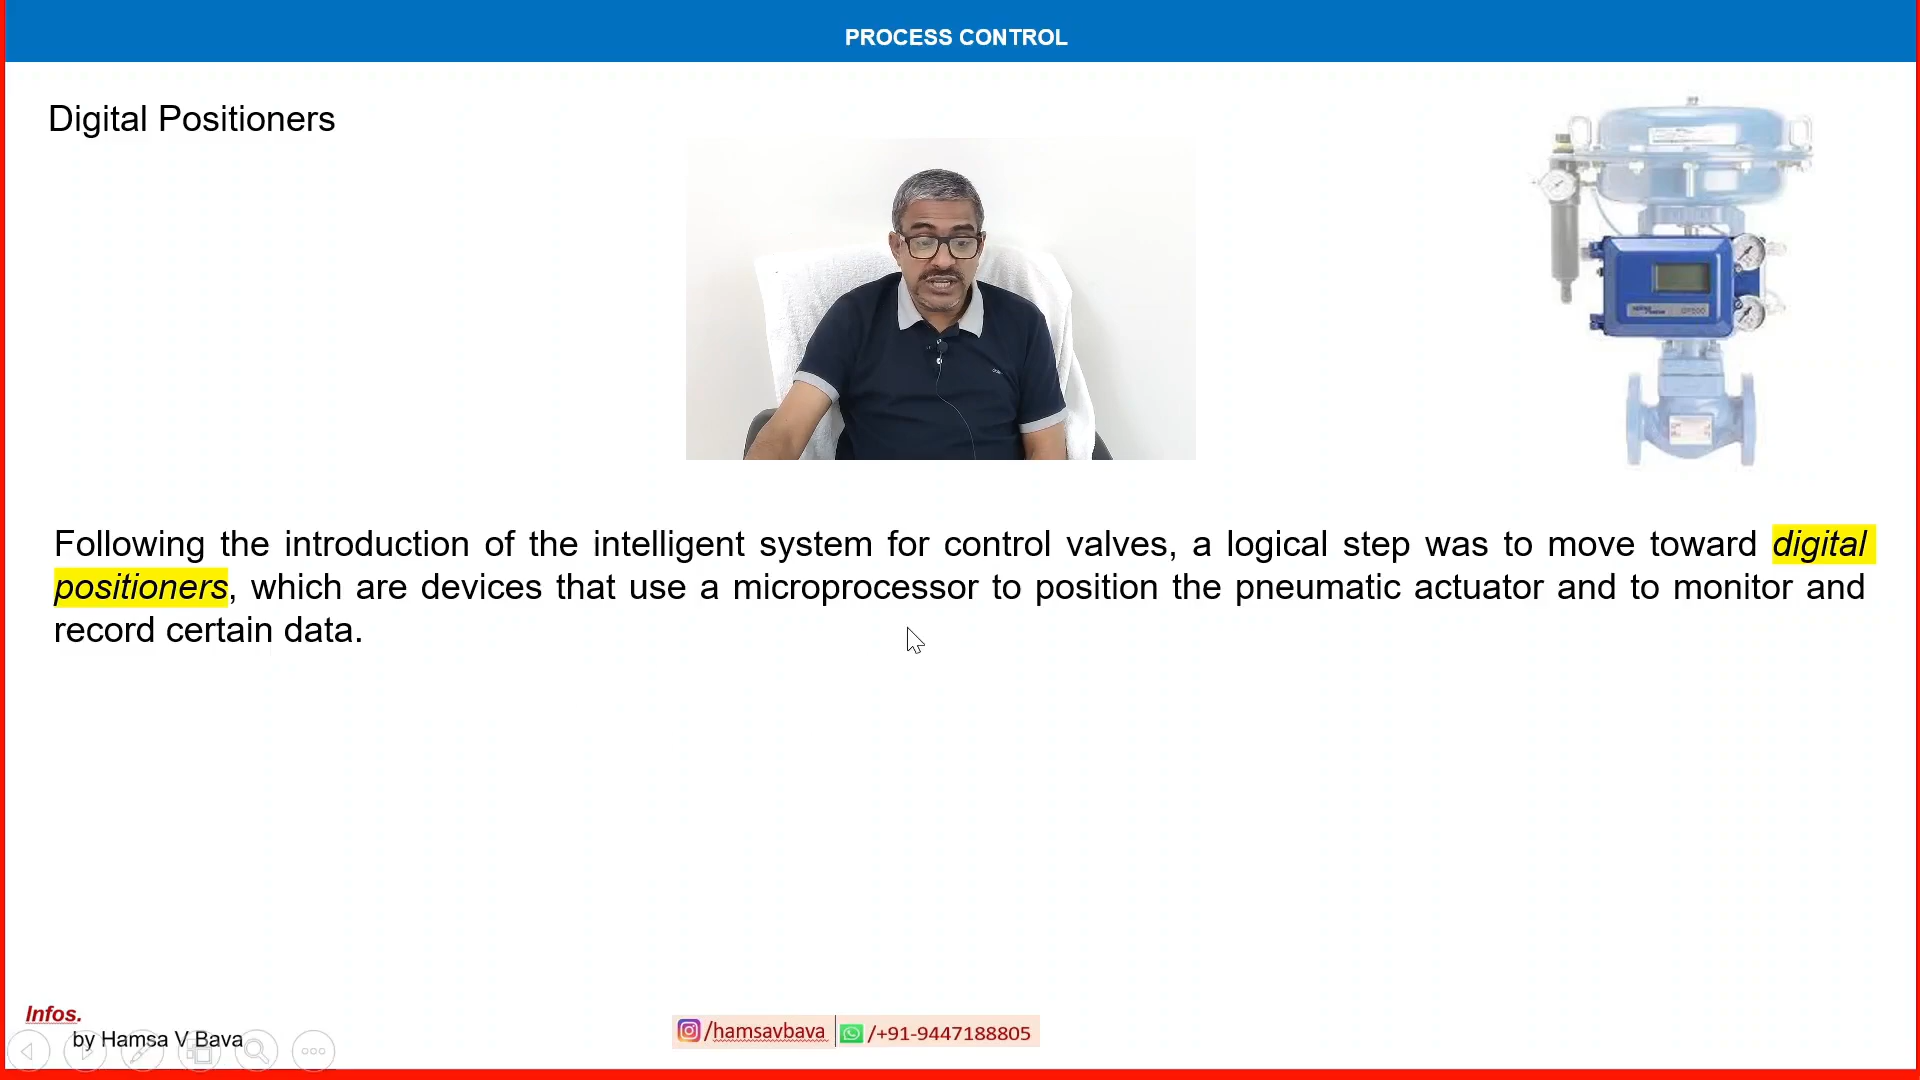 PROCESS CONTROL
Digital Positioners
Following the introduction of the intelligent system for control valves, a logical step was to move toward digital
positioners, which are devices that use a microprocessor to position the pneumatic actuator and to monitor and
record certain data.
Infos.
by Hamsa V Bava
/hamsavbava
/+91-9447188805